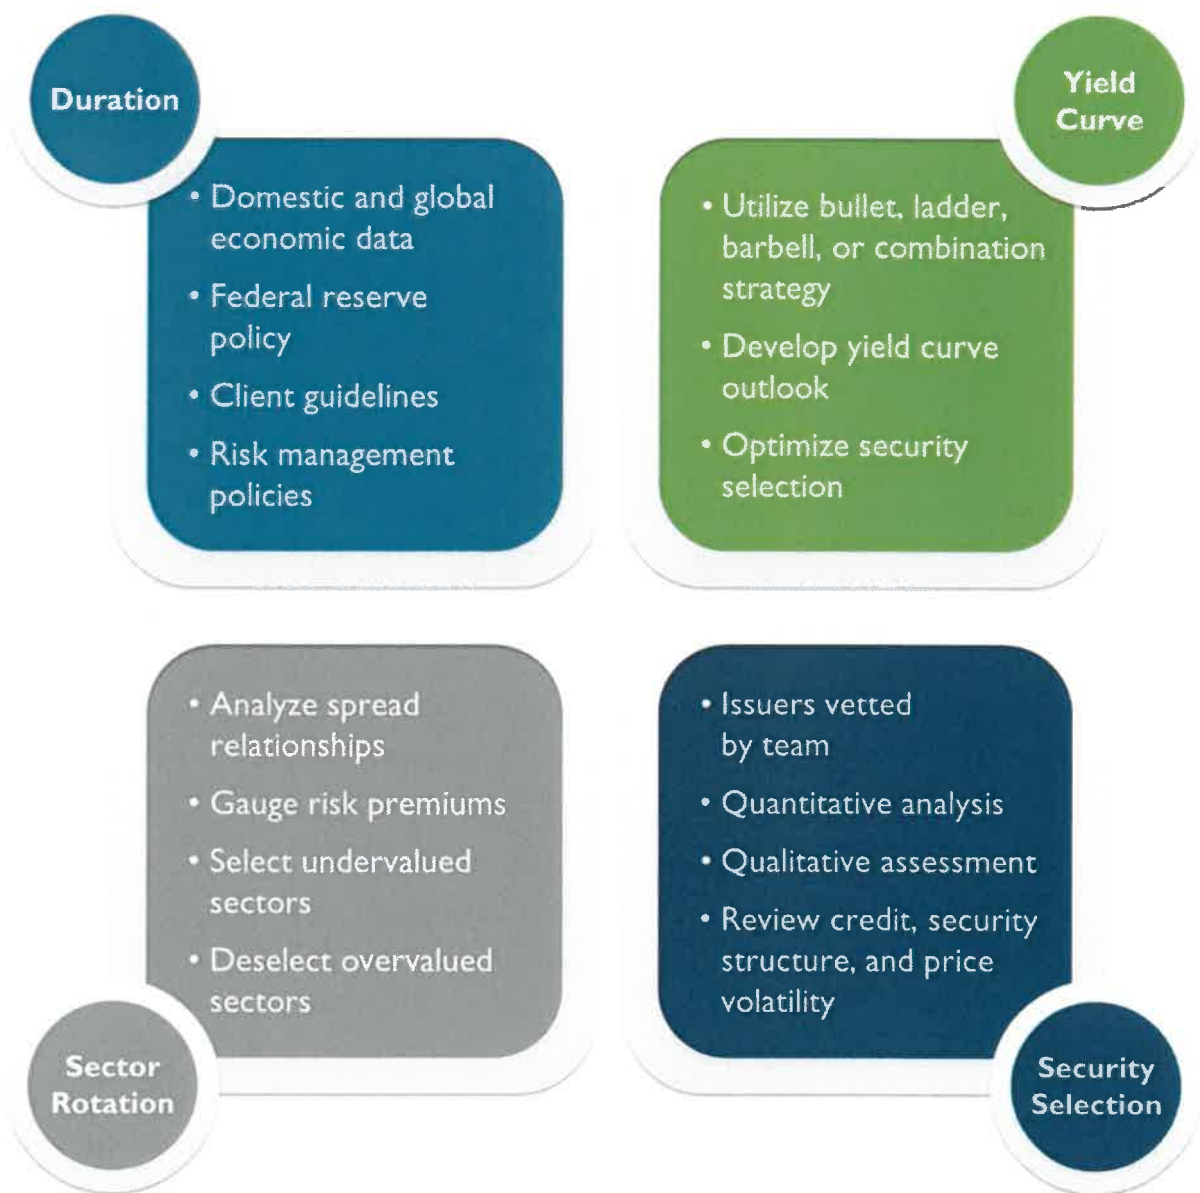 Duration
• Domestic and global
economic data
• Federal reserve
policy
• Client guidelines
• Risk management
policies
Yield
Curve
• Utilize bullet, ladder,
barbell, or combination
strategy
• Develop yield curve
outlook
• Optimize security
selection
• Analyze spread
relationships
• Gauge risk premiums
• Select undervalued
sectors
• Deselect overvalued
sectors
Sector
Rotation
• Issuers vetted
by team
• Quantitative analysis
• Qualitative assessment
• Review credit, security
structure, and price
volatility
Security
Selection